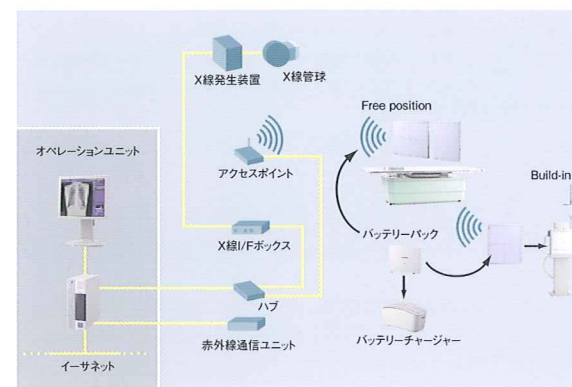 X線発生装置
X線管球
Free position
オペレーションユニット
アクセスポイント
Build-in
バッテリーパック
X線I/Fボックス
ハブ
赤外線通信ユニット
バッテリーチャージャー
イーサネット